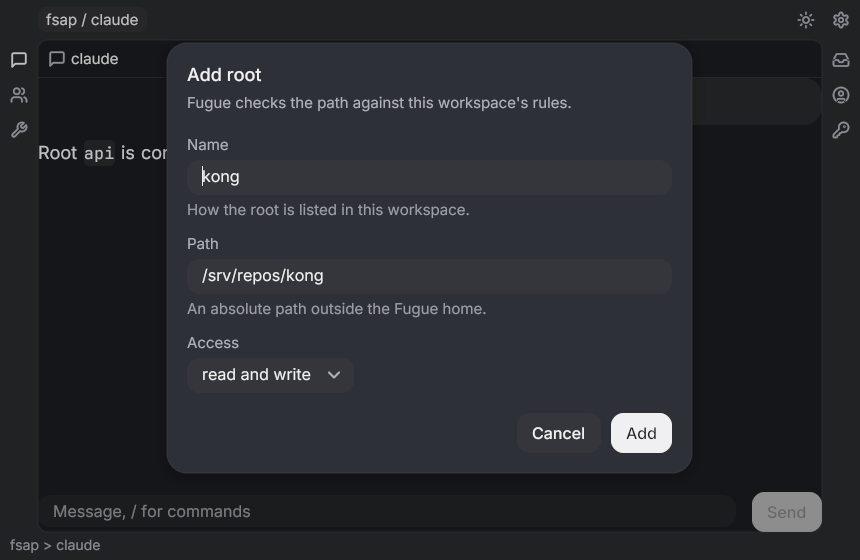 fsap / claude
claude
Root api is cor
Add root
Fugue checks the path against this workspace's rules.
Name
kong
How the root is listed in this workspace.
Path
/srv/repos/kong
An absolute path outside the Fugue home.
Access
read and write
Cancel
Add
Message, / for commands
Send
fsap > claude